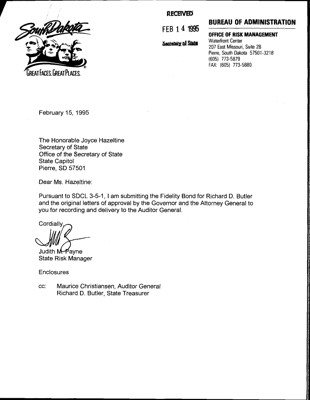 South Dakota
GREAT FACES. GREAT PLACES.
RECEIVED
FEB 14 1995
Secretary of State
BUREAU OF ADMINISTRATION
OFFICE OF RISK MANAGEMENT
Waterfront Center
207 East Missouri, Suite 2B
Pierre, South Dakota 57501-3218
(605) 773-5879
FAX: (605) 773-5880
February 15, 1995
The Honorable Joyce Hazeltine
Secretary of State
Office of the Secretary of State
State Capitol
Pierre, SD 57501
Dear Ms. Hazeltine:
Pursuant to SDCL 3-5-1, I am submitting the Fidelity Bond for Richard D. Butler
and the original letters of approval by the Governor and the Attorney General to
you for recording and delivery to the Auditor General.
Cordially,
Judith M. Payne
State Risk Manager
Enclosures
cc: Maurice Christiansen, Auditor General
Richard D. Butler, State Treasurer